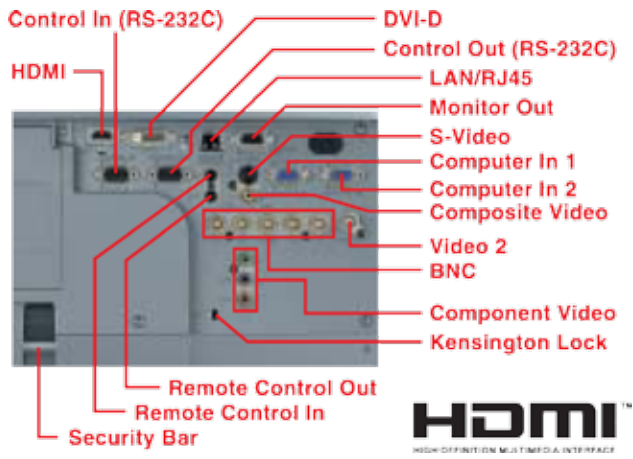 Control In (RS-232C)
HDMI
DVI-D
Control Out (RS-232C)
LAN/RJ45
Monitor Out
S-Video
Computer In 1
Computer In 2
Composite Video
Video 2
BNC
Component Video
Kensington Lock
Remote Control Out
Remote Control In
Security Bar
HDMI™
HIGH-DEFINITION MULTIMEDIA INTERFACE